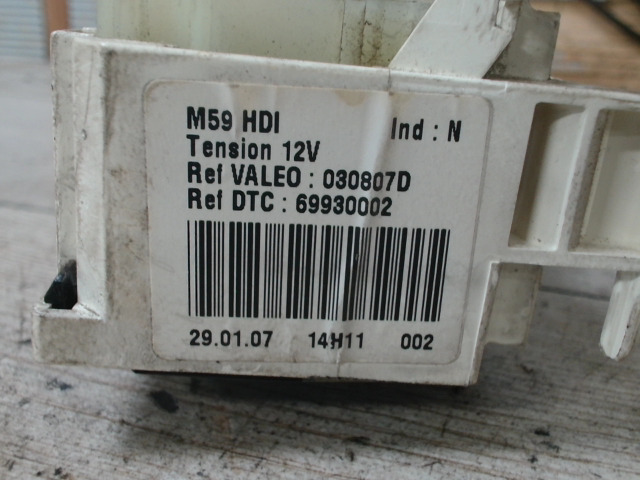 M59 HDI Ind : N
Tension 12V
Ref VALEO : 030807D
Ref DTC : 69930002
29.01.07 14H11 002